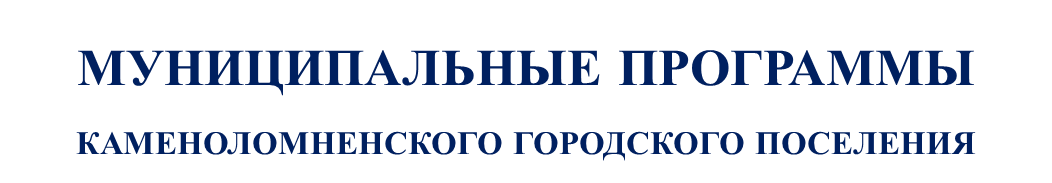 МУНИЦИПАЛЬНЫЕ ПРОГРАММЫ
КАМЕНОЛОМНЕНСКОГО ГОРОДСКОГО ПОСЕЛЕНИЯ